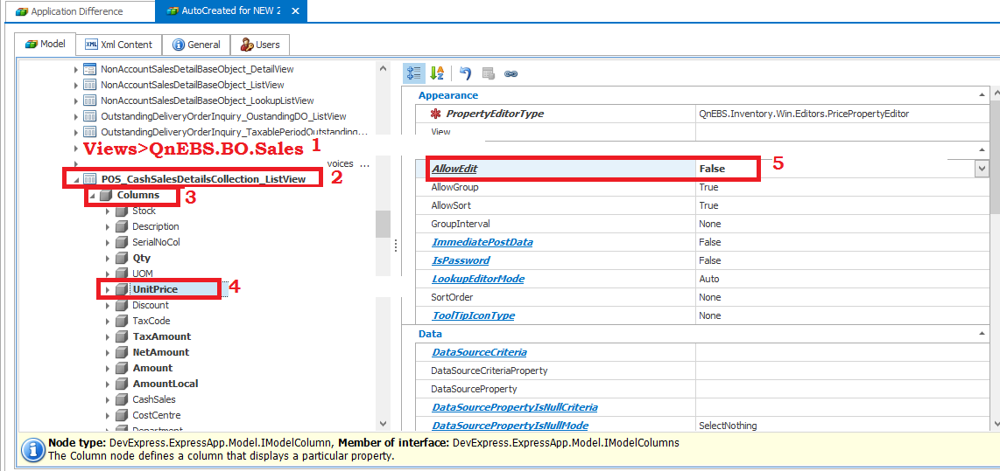 Application Difference
AutoCreated for NEW 2
Model
Xml Content
General
Users
NonAccountSalesDetailBaseObject_DetailView
NonAccountSalesDetailBaseObject_ListView
NonAccountSalesDetailBaseObject_LookupListView
OutstandingDeliveryOrderInquiry_OustandingDO_ListView
OutstandingDeliveryOrderInquiry_TaxablePeriodOutstanding...
Views>QnEBS.BO.Sales 1
voices ...
POS_CashSalesDetailsCollection_ListView 2
Columns 3
Stock
Description
SerialNoCol
Qty
UOM
UnitPrice 4
Discount
TaxCode
TaxAmount
NetAmount
Amount
AmountLocal
CashSales
CostCentre
Department
Appearance
PropertyEditorType QnEBS.Inventory.Win.Editors.PricePropertyEditor
View
AllowEdit False 5
AllowGroup True
AllowSort True
GroupInterval None
ImmediatePostData False
IsPassword False
LookupEditorMode Auto
SortOrder None
ToolTipIconType None
Data
DataSourceCriteria
DataSourceCriteriaProperty
DataSourceProperty
DataSourcePropertyIsNullCriteria
DataSourcePropertyIsNullMode SelectNothing
Node type: DevExpress.ExpressApp.Model.IModelColumn, Member of interface: DevExpress.ExpressApp.Model.IModelColumns
The Column node defines a column that displays a particular property.